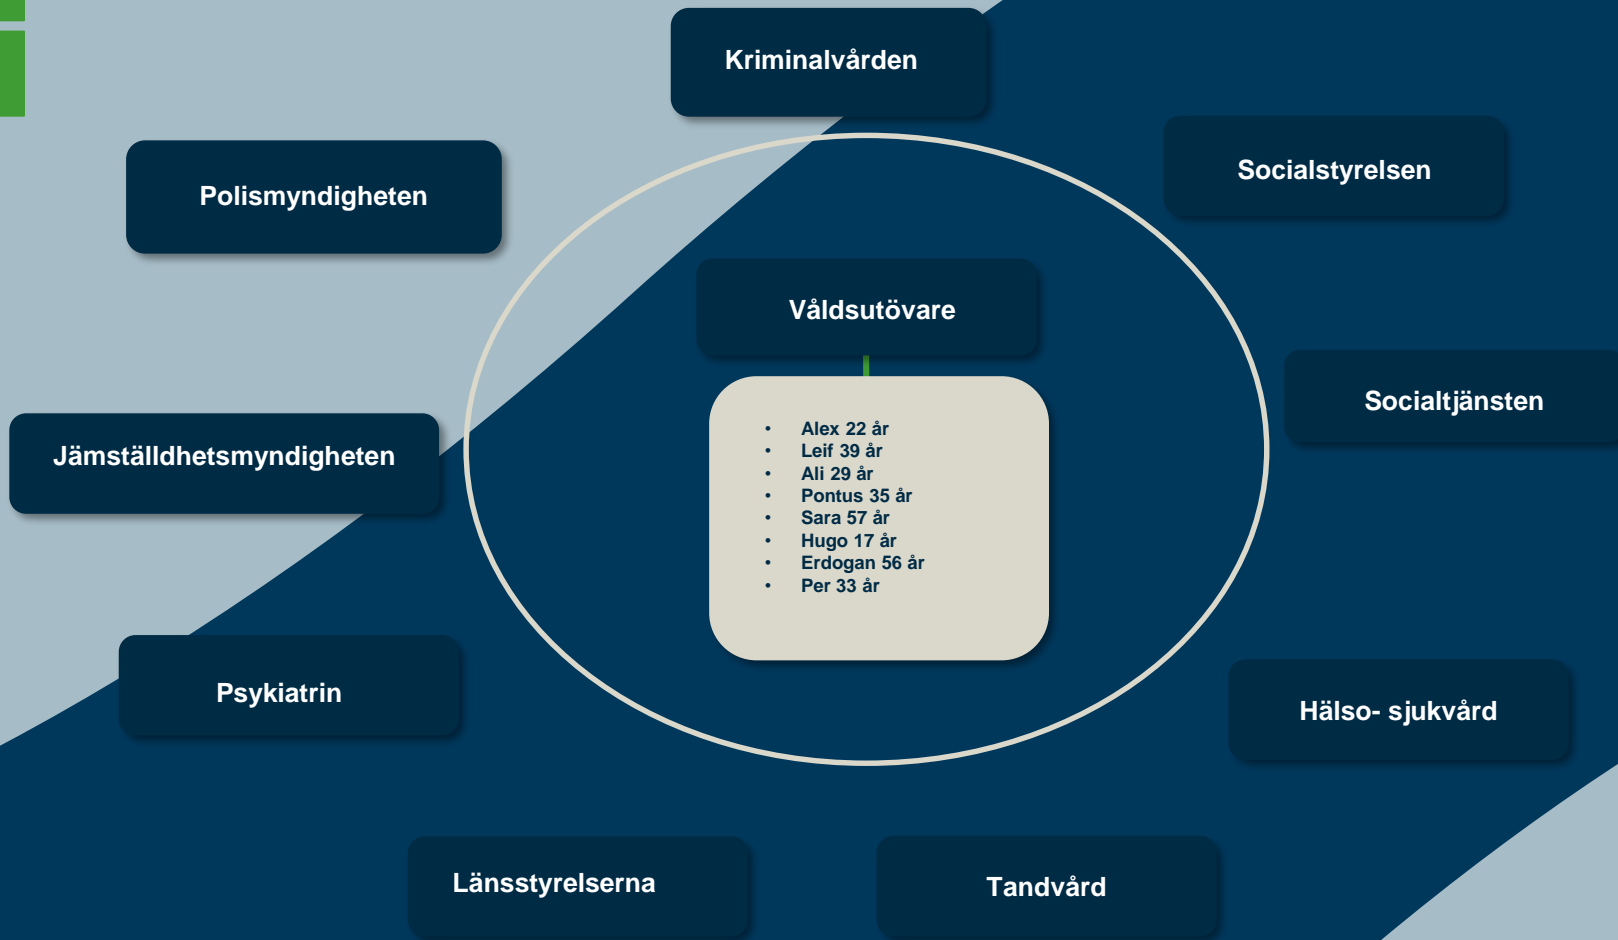 Kriminalvården
Socialstyrelsen
Polismyndigheten
Våldsutövare
Socialtjänsten
Jämställdhetsmyndigheten
• Alex 22 år
• Leif 39 år
• Ali 29 år
• Pontus 35 år
• Sara 57 år
• Hugo 17 år
• Erdogan 56 år
• Per 33 år
Psykiatrin
Hälso- sjukvård
Länsstyrelserna
Tandvård